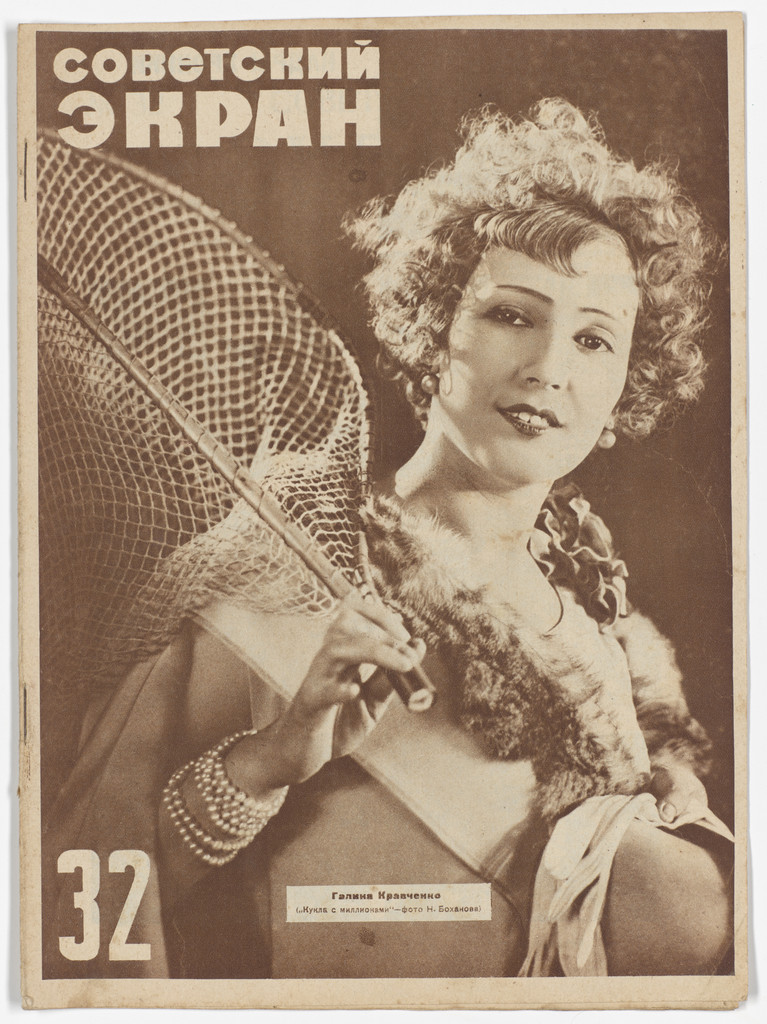 советский
ЭКРАН
32
Галина Кравченко
(„Кукла с миллионами"—фото Н. Боханова)